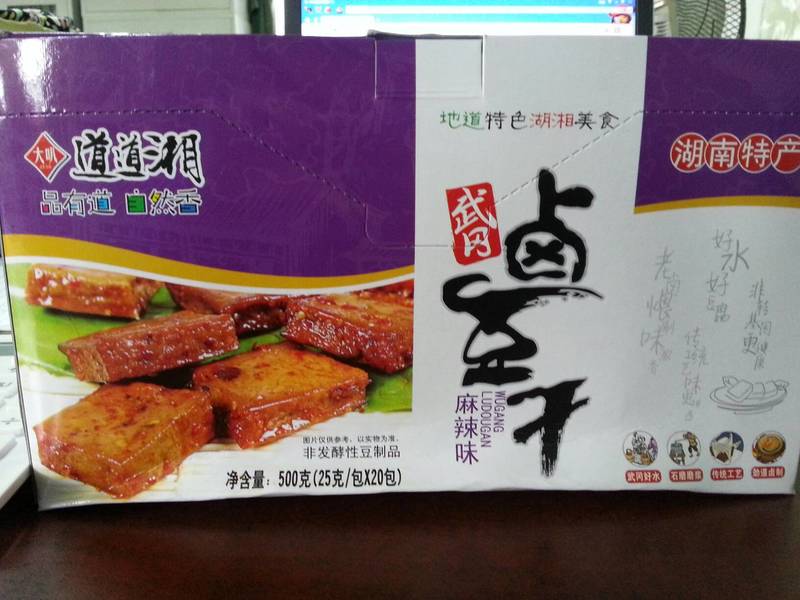 大叭
道道湘
品有道 自然香
地道特色湖湘美食
湖南特产
武冈
卤豆干
WUGANG
LUDOUGAN
麻辣味
好水
好豆
老
味
图片仅供参考，以实物为准。
非发酵性豆制品
净含量：500克(25克/包X20包)
武冈好水
石磨磨浆
传统工艺
劲道卤制